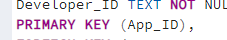 Developer_ID TEXT NOT NUL
PRIMARY KEY (App_ID),